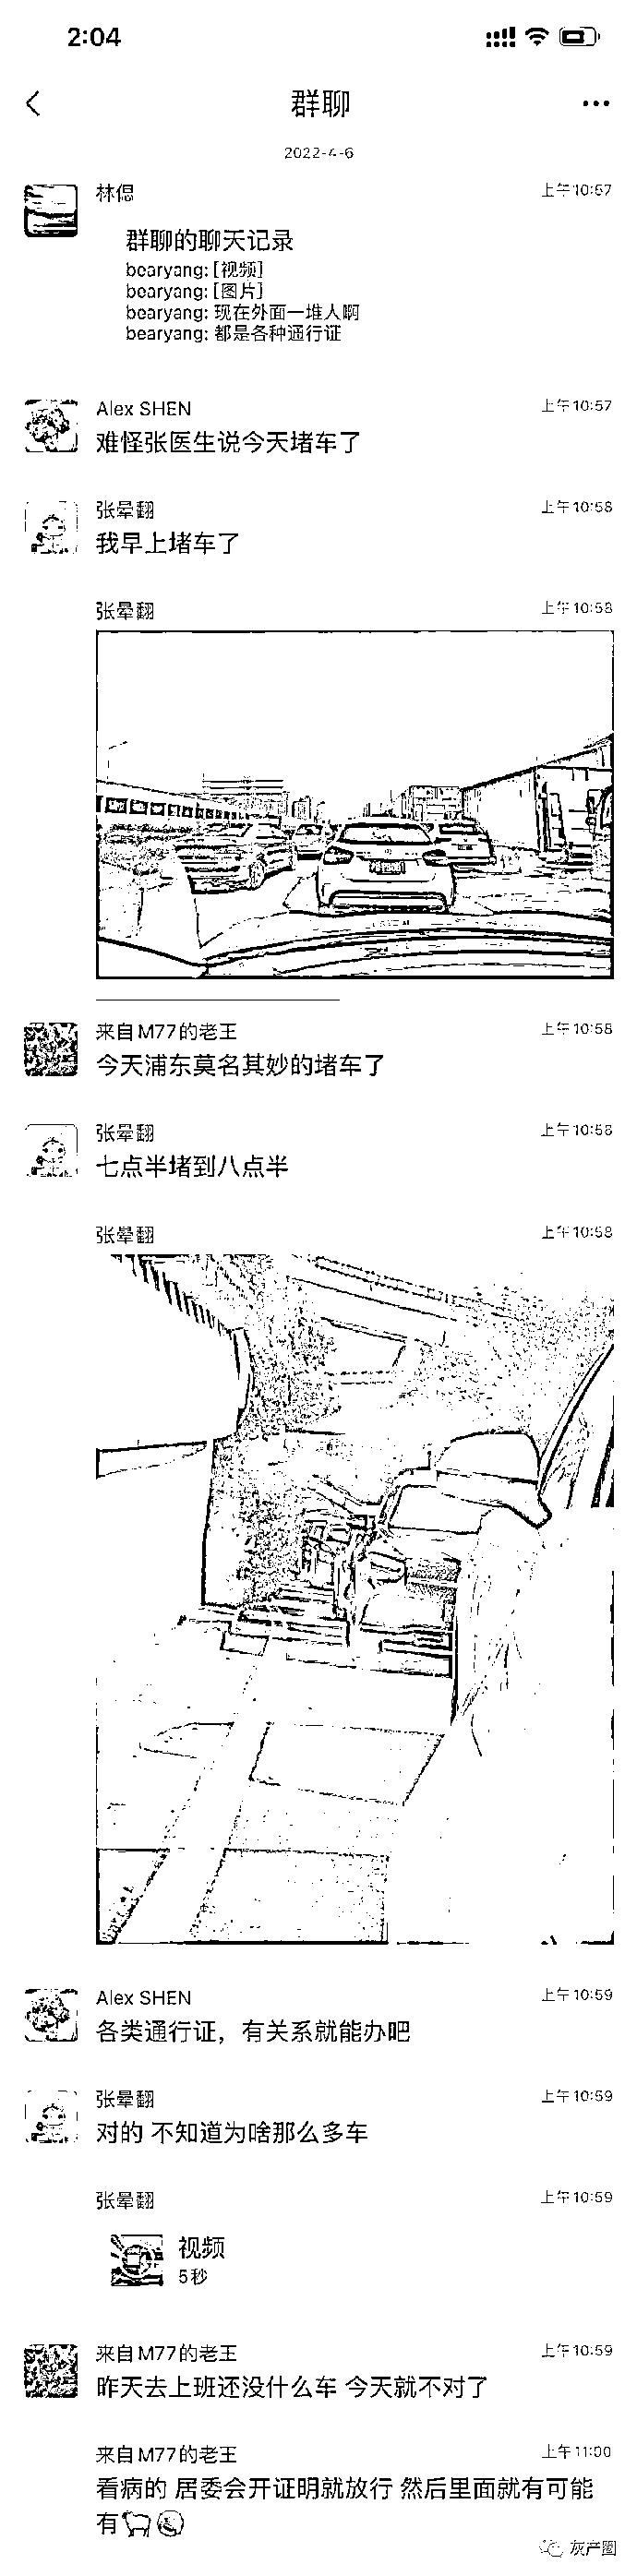 2:04
群聊
2022-4-6
林偲
上午10:57
群聊的聊天记录
bearyang: [视频]
bearyang: [图片]
bearyang: 现在外面一堆人啊
bearyang: 都是各种通行证
Alex SHEN
上午10:57
难怪张医生说今天堵车了
张晕翻
上午10:58
我早上堵车了
张晕翻
上午10:58
来自M77的老王
上午10:58
今天浦东莫名其妙的堵车了
张晕翻
上午10:58
七点半堵到八点半
张晕翻
上午10:58
Alex SHEN
上午10:59
各类通行证，有关系就能办吧
张晕翻
上午10:59
对的 不知道为啥那么多车
张晕翻
上午10:59
视频
5秒
来自M77的老王
上午10:59
昨天去上班还没什么车 今天就不对了
来自M77的老王
上午11:00
看病的 居委会开证明就放行 然后里面就有可能
有🐑
灰产圈